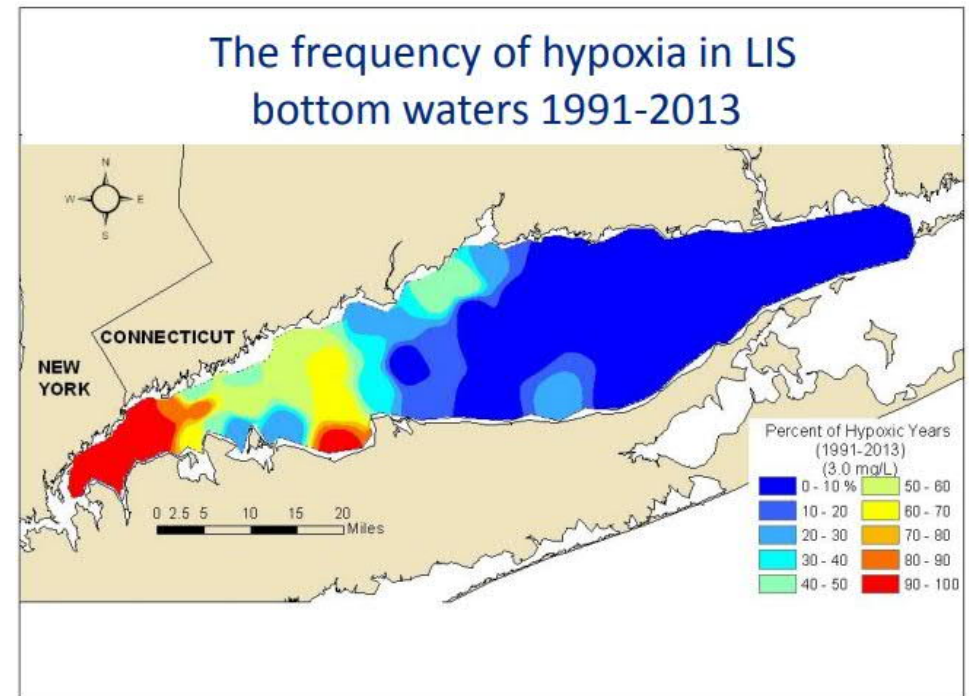 The frequency of hypoxia in LIS
bottom waters 1991-2013
N
W
E
S
CONNECTICUT
NEW
YORK
0 2.5 5 10 15 20
Miles
Percent of Hypoxic Years
(1991-2013)
(3.0 mg/L)
0 - 10 % 50 - 60
10 - 20 60 - 70
20 - 30 70 - 80
30 - 40 80 - 90
40 - 50 90 - 100